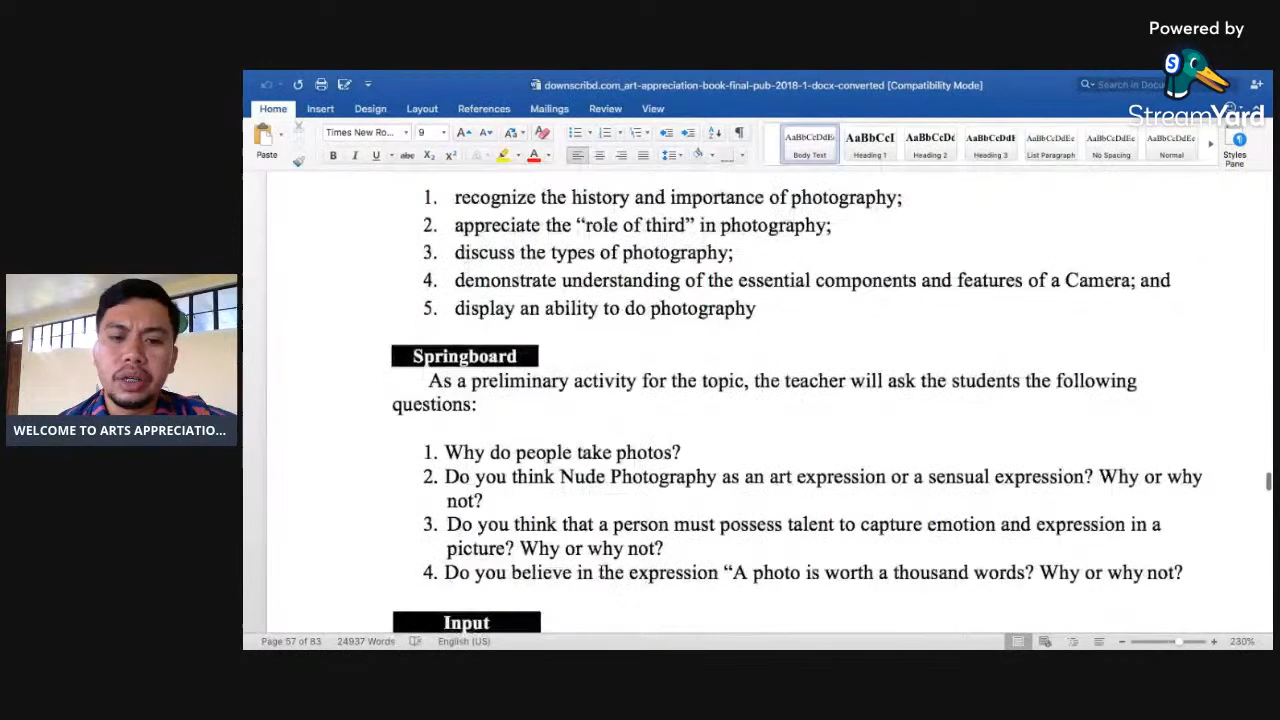 Powered by
StreamYard
downscribd.com_art-appreciation-book-final-pub-2018-1-docx-converted [Compatibility Mode]
Home Insert Design Layout References Mailings Review View
Paste
Times New Ro... 9
AaBbCcDdEe AaBbCcI AaBbCcDc AaBbCcDdE AaBbCcDdEe AaBbCcDdEe AaBbCcDdEe
Body Text Heading 1 Heading 2 Heading 3 List Paragraph No Spacing Normal
Styles
Pane
1. recognize the history and importance of photography;
2. appreciate the “role of third” in photography;
3. discuss the types of photography;
4. demonstrate understanding of the essential components and features of a Camera; and
5. display an ability to do photography
Springboard
As a preliminary activity for the topic, the teacher will ask the students the following
questions:
1. Why do people take photos?
2. Do you think Nude Photography as an art expression or a sensual expression? Why or why
not?
3. Do you think that a person must possess talent to capture emotion and expression in a
picture? Why or why not?
4. Do you believe in the expression “A photo is worth a thousand words? Why or why not?
Input
WELCOME TO ARTS APPRECIATIO...
Page 57 of 83 24937 Words English (US) 230%